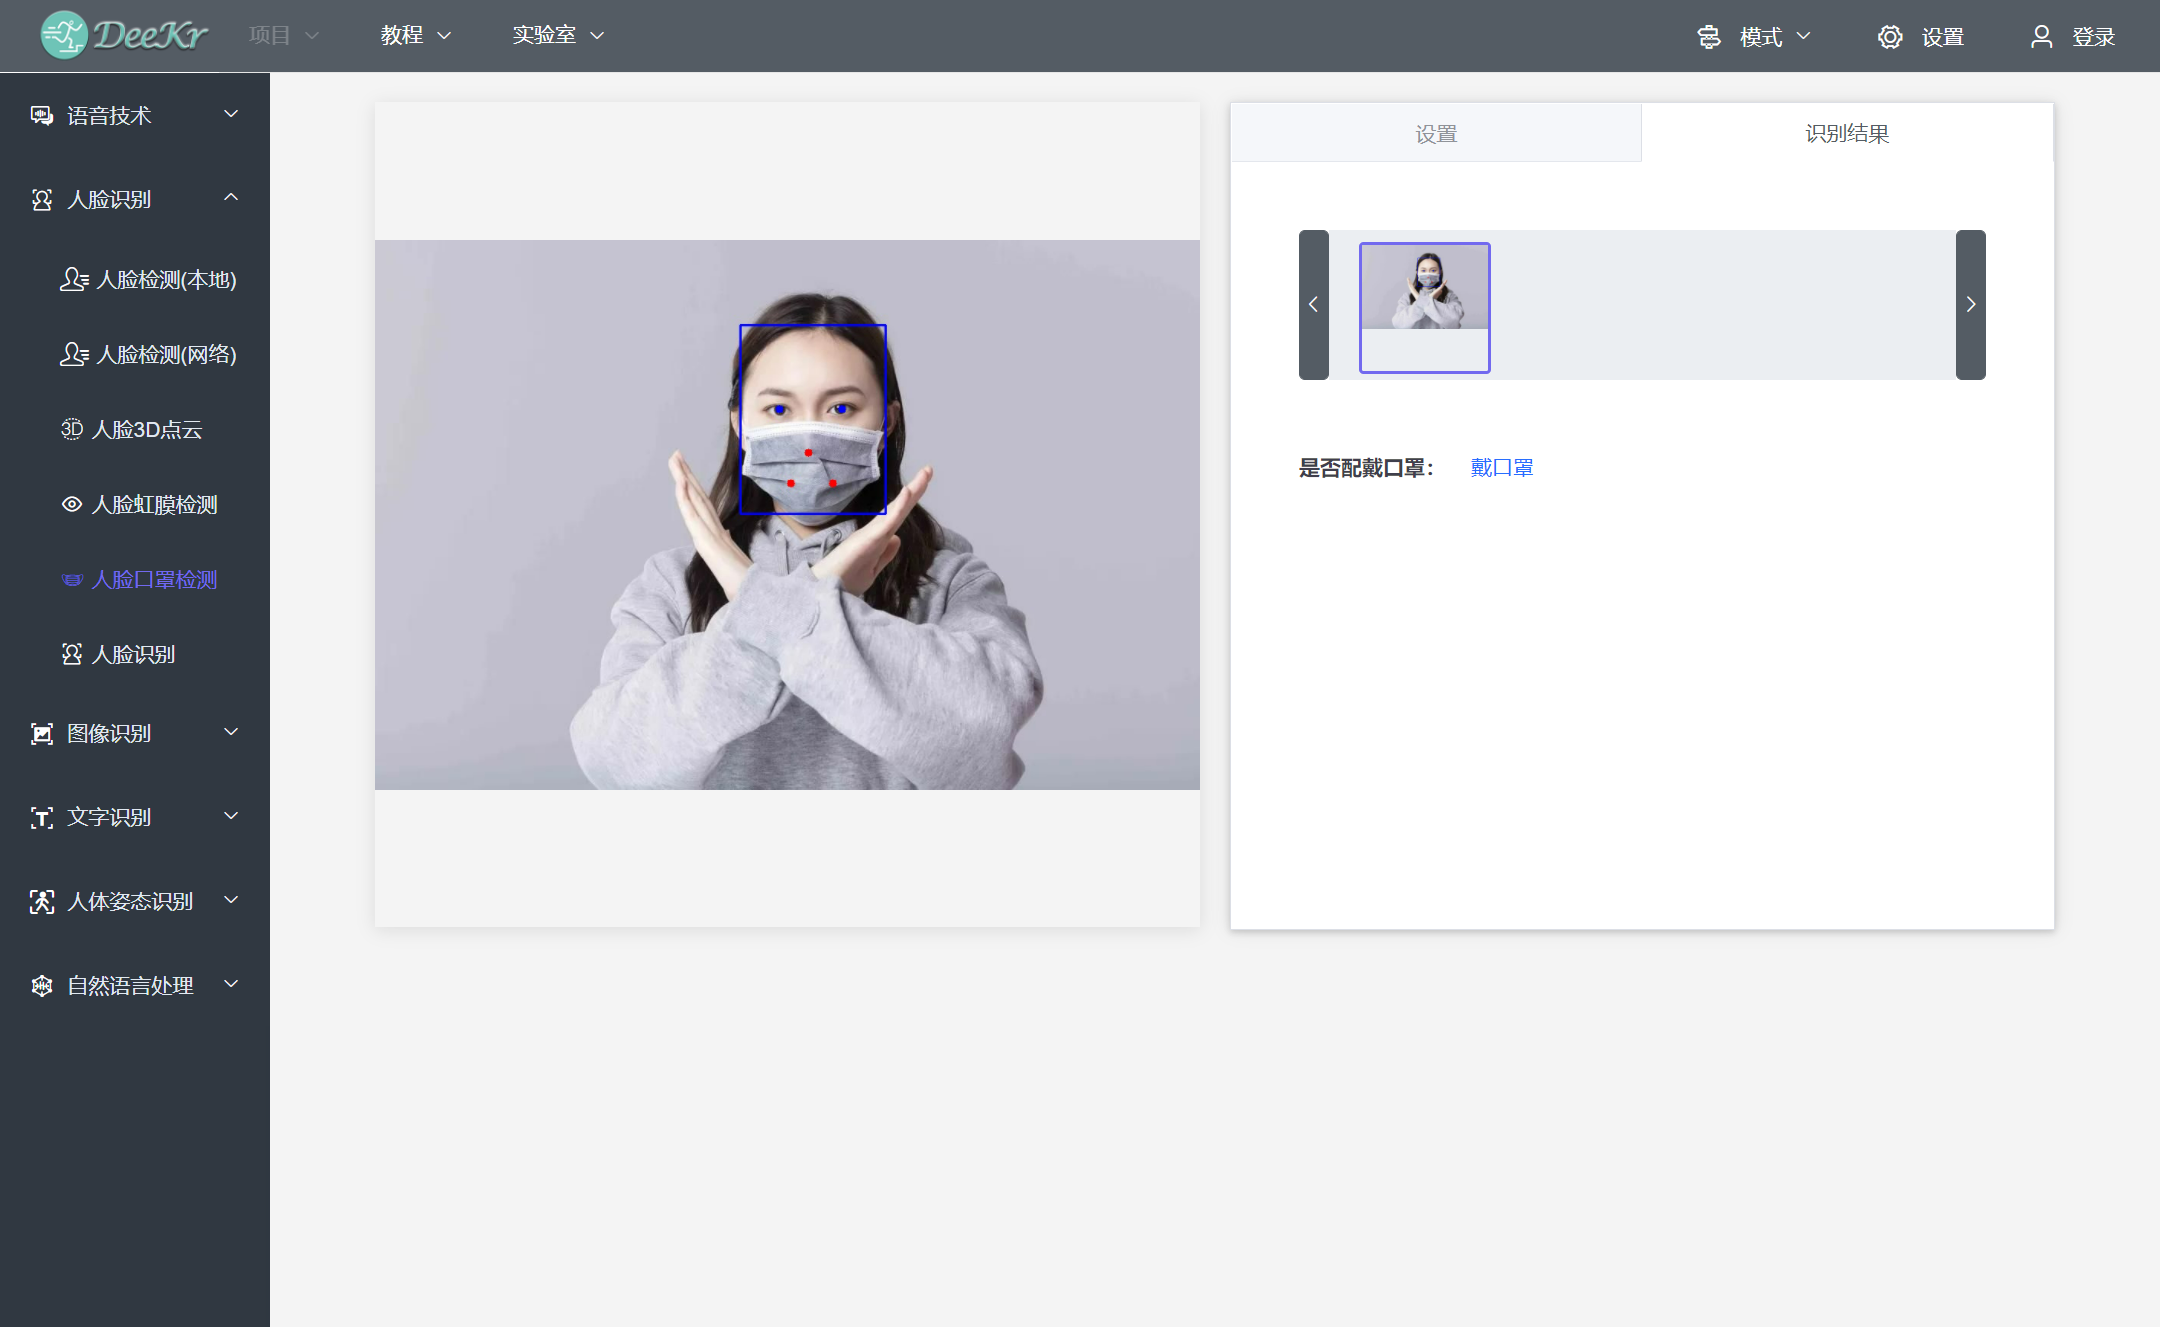 DeeKr 项目 教程 实验室 模式 设置 登录
语音技术
人脸识别
人脸检测(本地)
人脸检测(网络)
3D 人脸3D点云
人脸虹膜检测
人脸口罩检测
人脸识别
图像识别
T 文字识别
人体姿态识别
自然语言处理
设置 识别结果
是否配戴口罩： 戴口罩